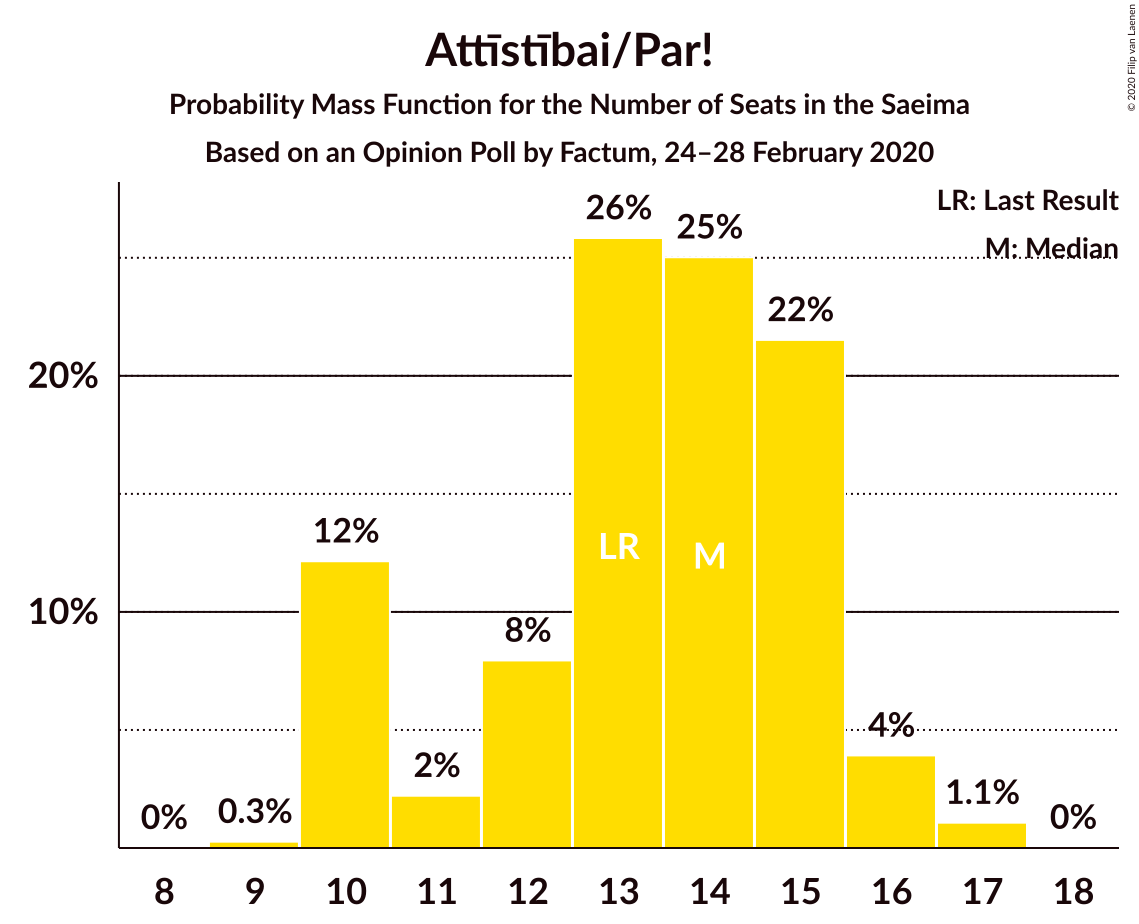 Attīstībai/Par!
Probability Mass Function for the Number of Seats in the Saeima
Based on an Opinion Poll by Factum, 24–28 February 2020
© 2020 Filip van Laenen
LR: Last Result
M: Median
26%
25%
22%
20%
12%
LR
M
10%
8%
4%
2%
1.1%
0.3%
0%
0%
8 9 10 11 12 13 14 15 16 17 18